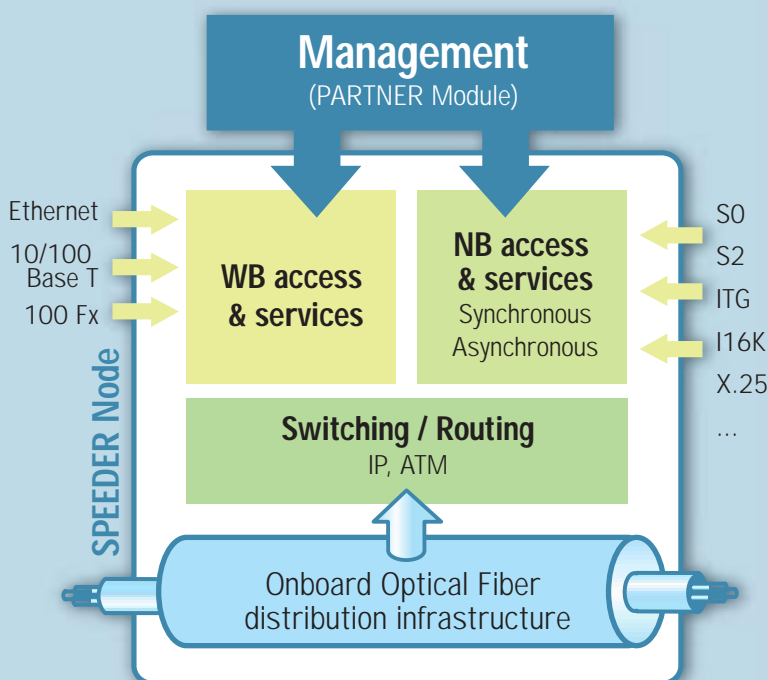 Management
(PARTNER Module)
Ethernet
10/100
Base T
100 Fx
WB access
& services
NB access
& services
Synchronous
Asynchronous
S0
S2
ITG
I16K
X.25
...
SPEEDER Node
Switching / Routing
IP, ATM
Onboard Optical Fiber
distribution infrastructure